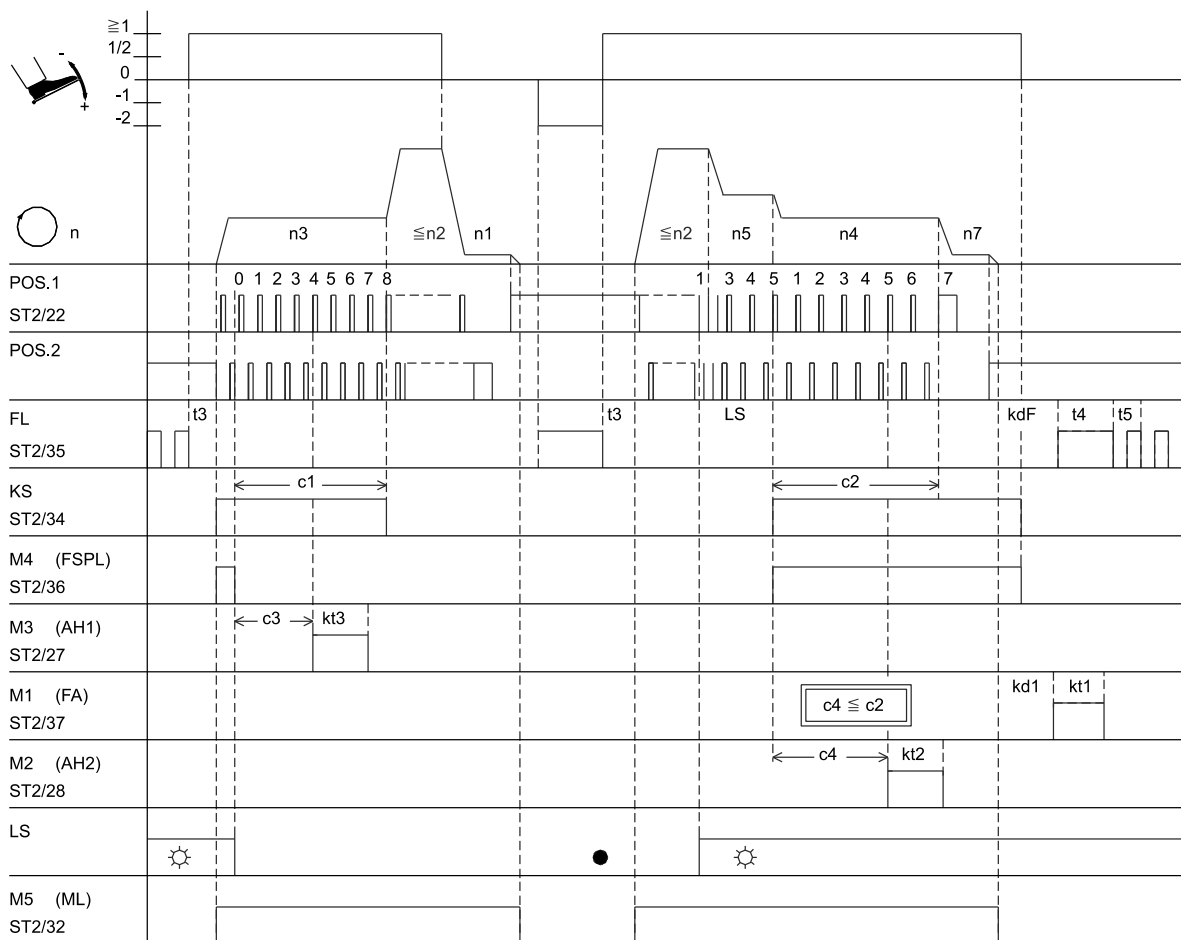 ≧1
1/2
0
-1
-2
-
+
n
n3
≦n2
n1
≦n2
n5
n4
n7
POS.1
0 1 2 3 4 5 6 7 8
1 3 4 5 1 2 3 4 5 6 7
ST2/22
POS.2
FL
t3
t3
LS
kdF
t4
t5
ST2/35
KS
c1
c2
ST2/34
M4 (FSPL)
ST2/36
M3 (AH1)
c3
kt3
ST2/27
M1 (FA)
c4 ≦ c2
kd1
kt1
ST2/37
M2 (AH2)
c4
kt2
ST2/28
LS
M5 (ML)
ST2/32